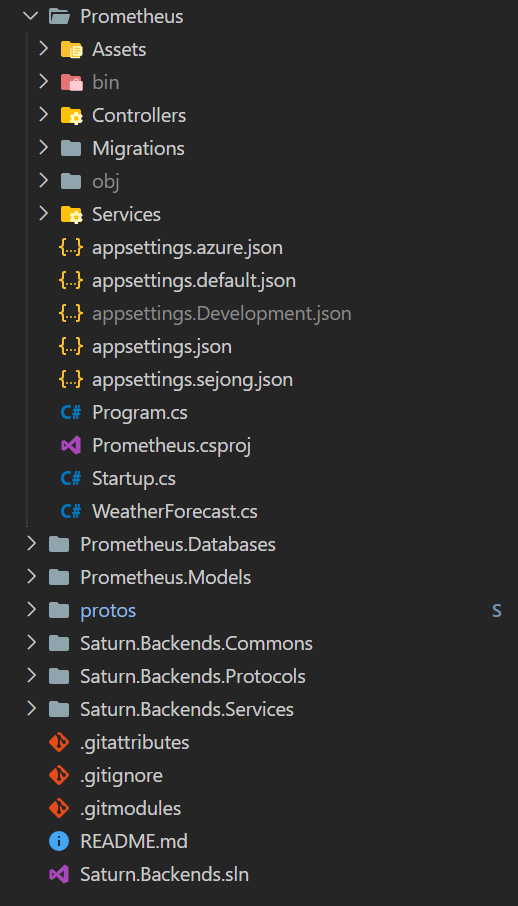 Prometheus
Assets
bin
Controllers
Migrations
obj
Services
{..} appsettings.azure.json
{..} appsettings.default.json
{..} appsettings.Development.json
{..} appsettings.json
{..} appsettings.sejong.json
C# Program.cs
Prometheus.csproj
C# Startup.cs
C# WeatherForecast.cs
Prometheus.Databases
Prometheus.Models
protos S
Saturn.Backends.Commons
Saturn.Backends.Protocols
Saturn.Backends.Services
.gitattributes
.gitignore
.gitmodules
README.md
Saturn.Backends.sln